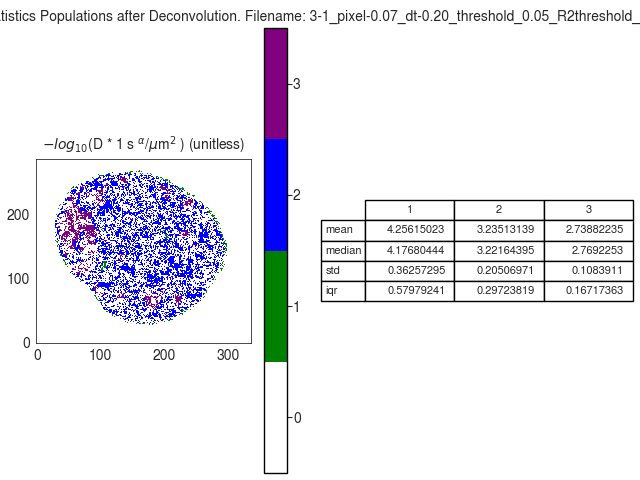 tistics Populations after Deconvolution. Filename: 3-1_pixel-0.07_dt-0.20_threshold_0.05_R2threshold_
−log10(D * 1 s α/μm2 ) (unitless)
200
100
0
0 100 200 300
3
2
1
0
1 2 3
mean 4.25615023 3.23513139 2.73882235
median 4.17680444 3.22164395 2.7692253
std 0.36257295 0.20506971 0.1083911
iqr 0.57979241 0.29723819 0.16717363